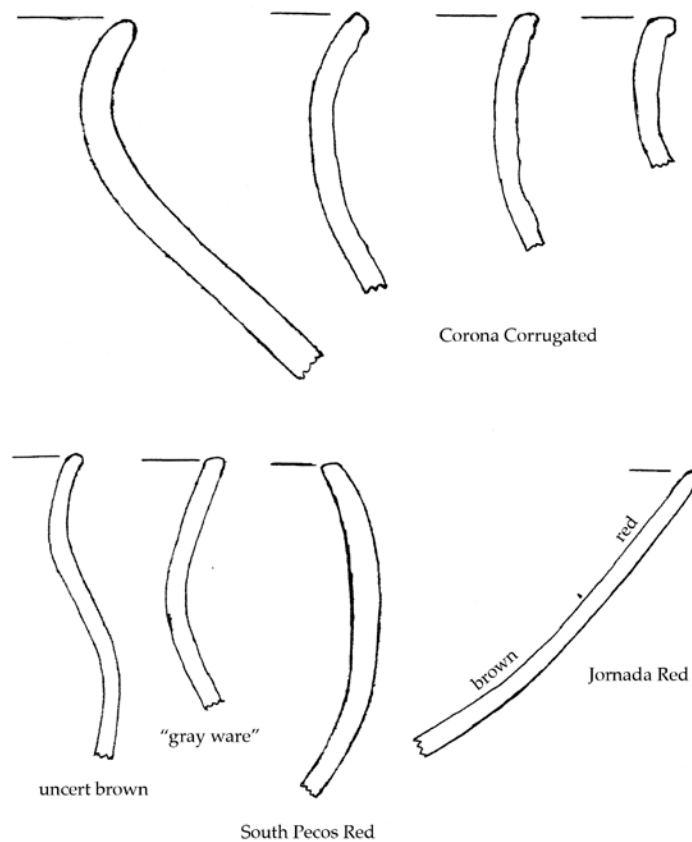 Corona Corrugated
red
brown
Jornada Red
"gray ware"
uncert brown
South Pecos Red